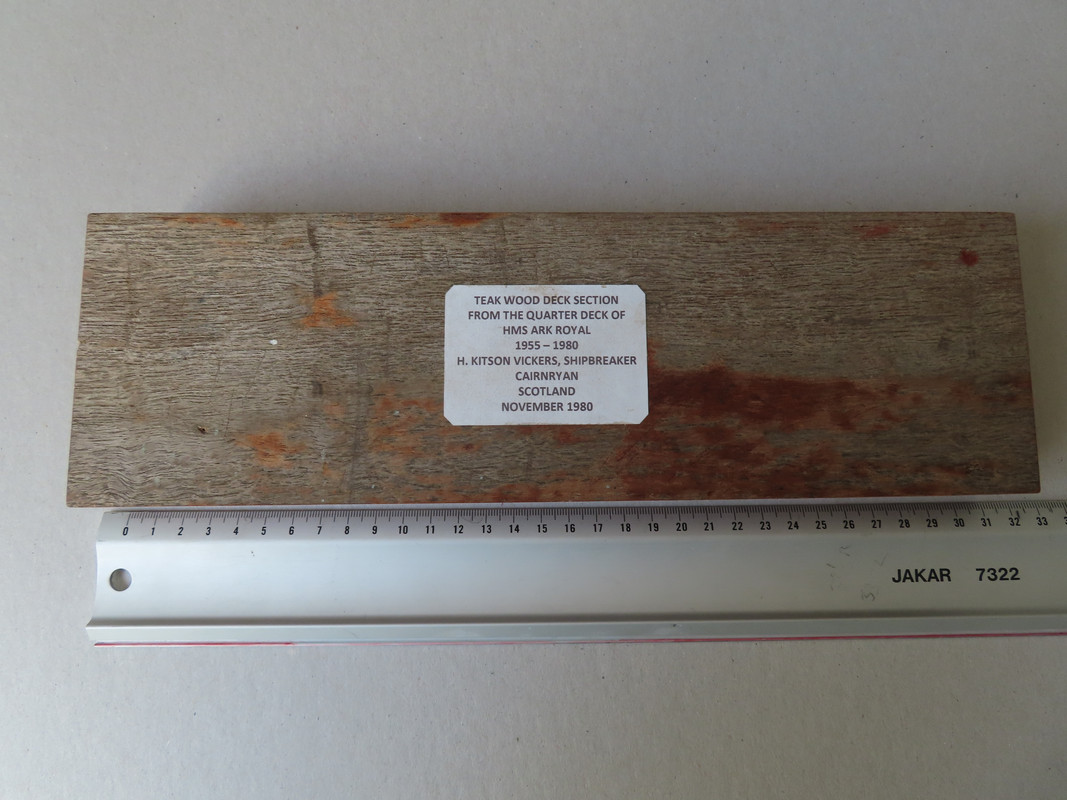 TEAK WOOD DECK SECTION
FROM THE QUARTER DECK OF
HMS ARK ROYAL
1955 – 1980
H. KITSON VICKERS, SHIPBREAKER
CAIRNRYAN
SCOTLAND
NOVEMBER 1980
0 1 2 3 4 5 6 7 8 9 10 11 12 13 14 15 16 17 18 19 20 21 22 23 24 25 26 27 28 29 30 31 32 33
JAKAR 7322